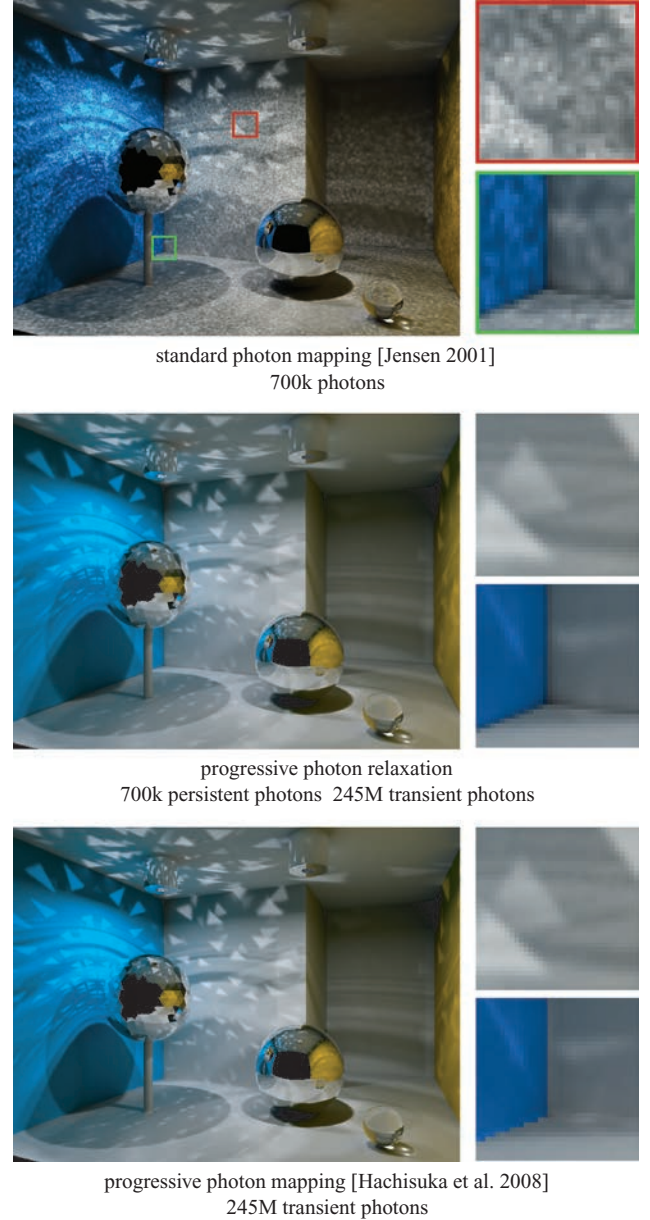 standard photon mapping [Jensen 2001]
700k photons
progressive photon relaxation
700k persistent photons 245M transient photons
progressive photon mapping [Hachisuka et al. 2008]
245M transient photons